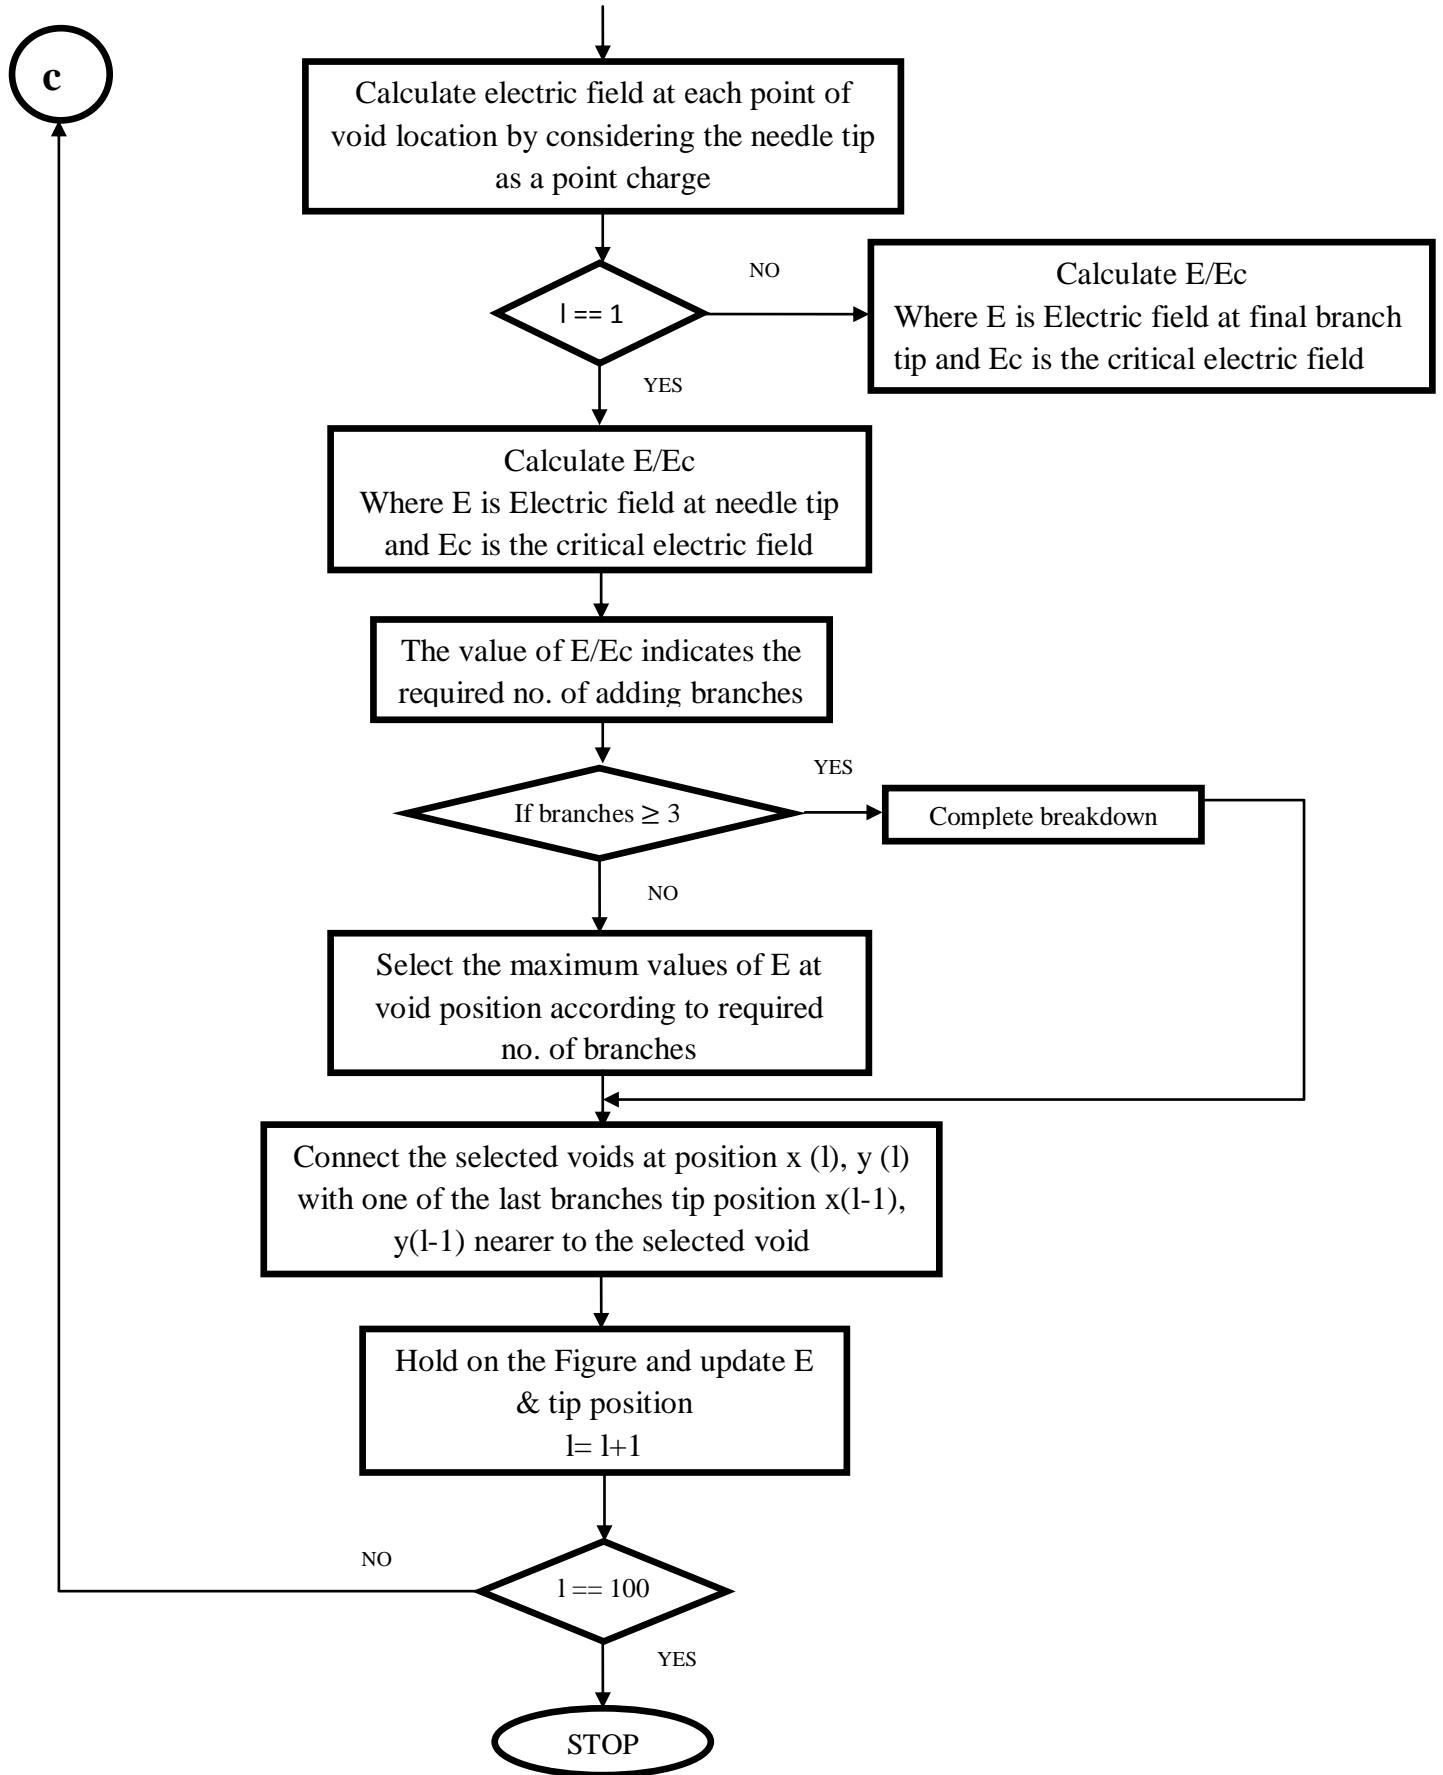 c
Calculate electric field at each point of
void location by considering the needle tip
as a point charge
NO
l == 1
Calculate E/Ec
Where E is Electric field at final branch
tip and Ec is the critical electric field
YES
Calculate E/Ec
Where E is Electric field at needle tip
and Ec is the critical electric field
The value of E/Ec indicates the
required no. of adding branches
YES
If branches ≥ 3
Complete breakdown
NO
Select the maximum values of E at
void position according to required
no. of branches
Connect the selected voids at position x (l), y (l)
with one of the last branches tip position x(l-1),
y(l-1) nearer to the selected void
Hold on the Figure and update E
& tip position
l= l+1
NO
l == 100
YES
STOP